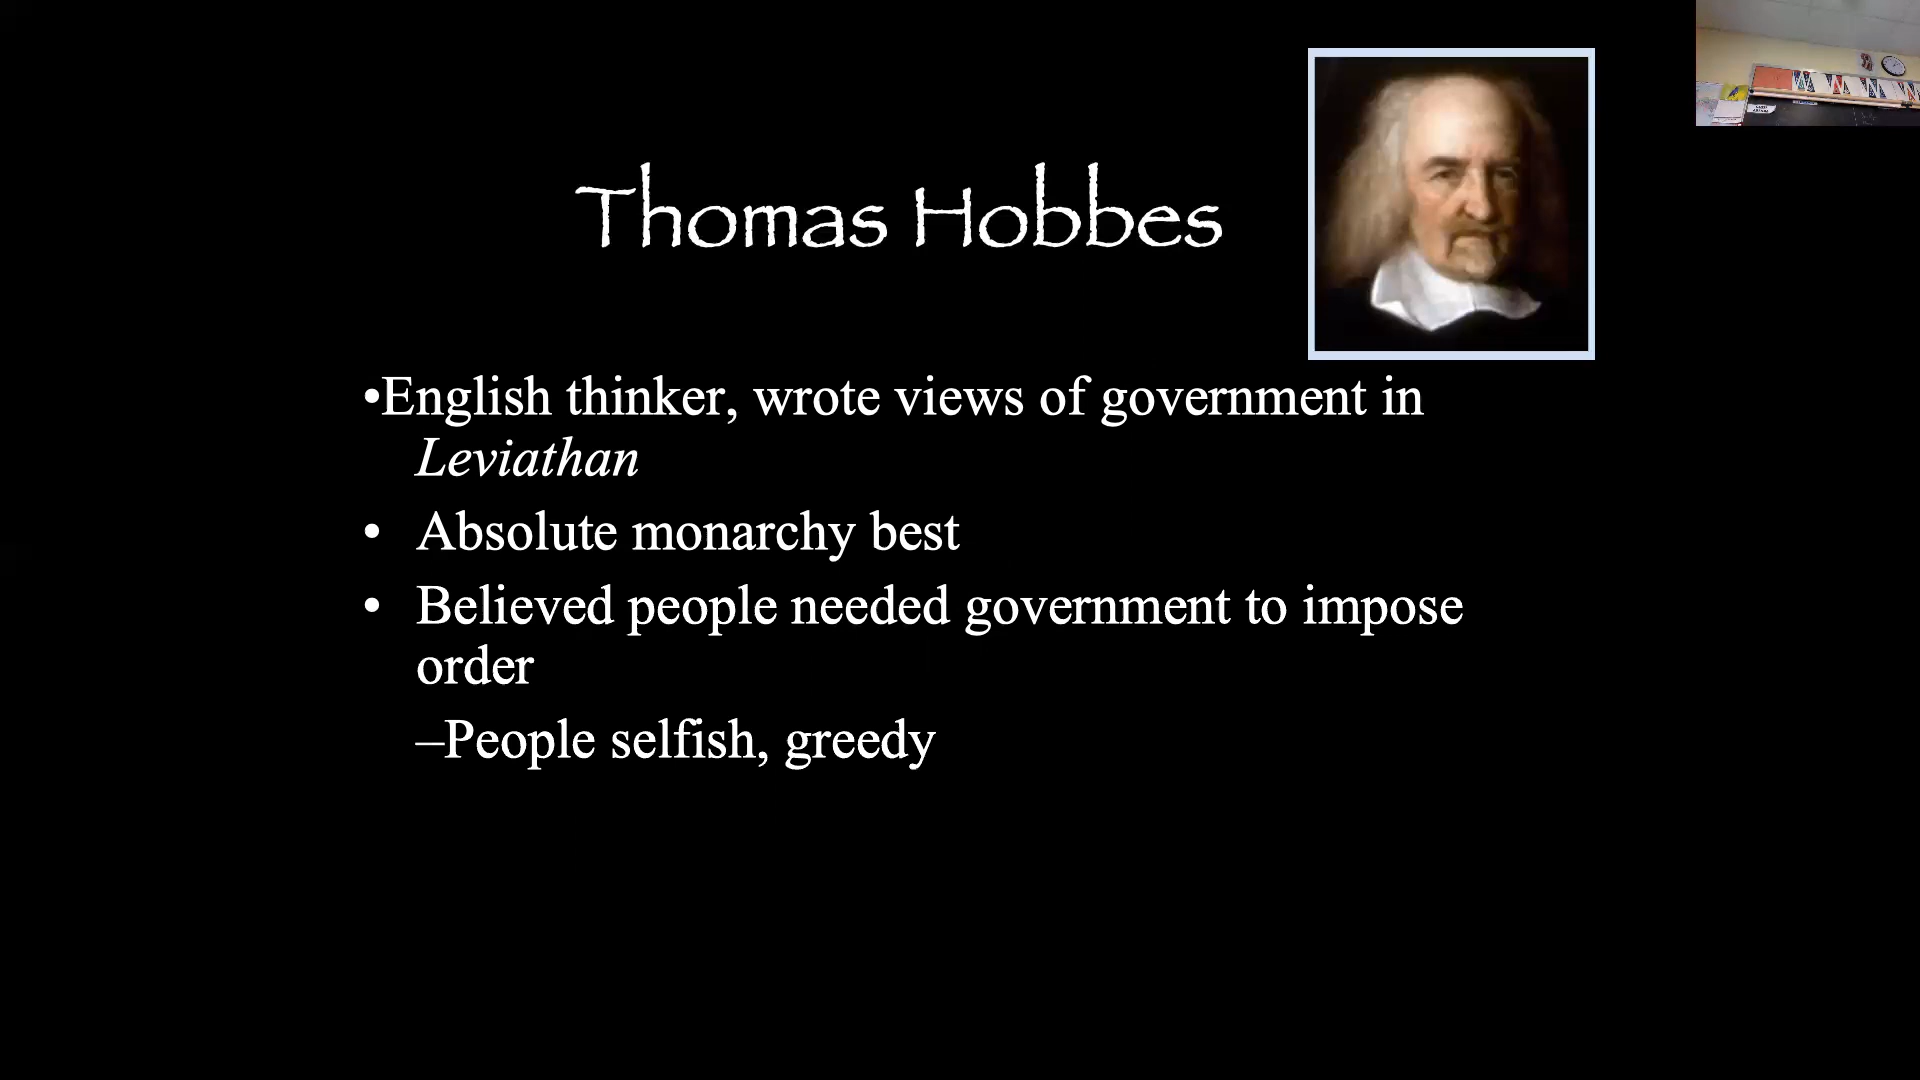 Thomas Hobbes
•English thinker, wrote views of government in
Leviathan
• Absolute monarchy best
• Believed people needed government to impose
order
–People selfish, greedy